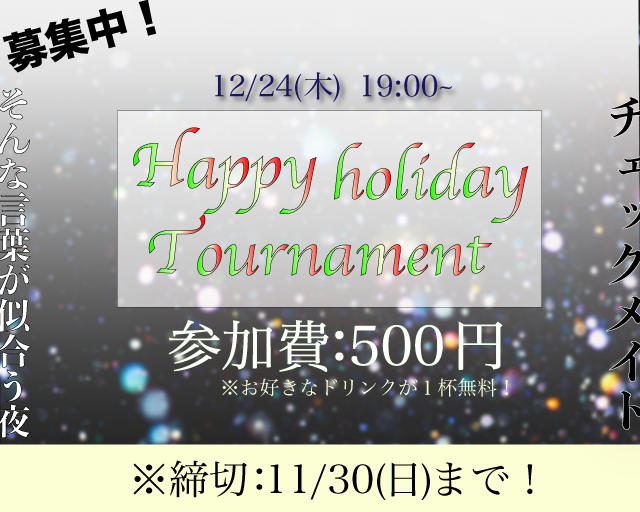 募集中！
12/24(木) 19:00~
Happy holiday
Tournament
チェックメイト
そんな言葉が似合う夜
参加費:500円
※お好きなドリンクが１杯無料！
※締切:11/30(日)まで！